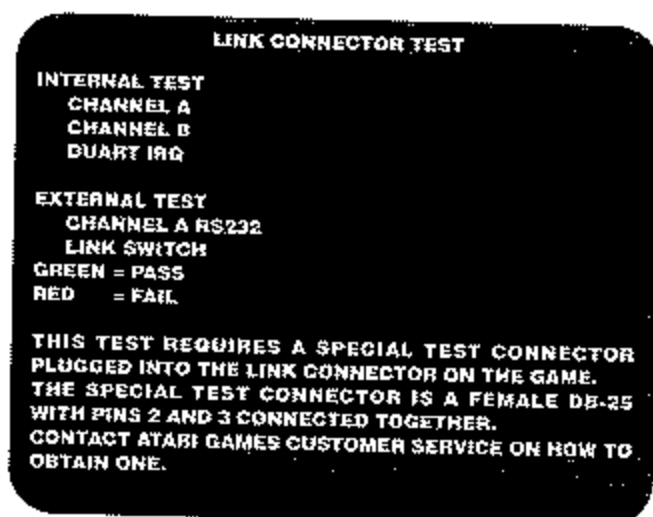 LINK CONNECTOR TEST
INTERNAL TEST
CHANNEL A
CHANNEL B
DUART IRQ
EXTERNAL TEST
CHANNEL A RS232
LINK SWITCH
GREEN = PASS
RED = FAIL
THIS TEST REQUIRES A SPECIAL TEST CONNECTOR
PLUGGED INTO THE LINK CONNECTOR ON THE GAME.
THE SPECIAL TEST CONNECTOR IS A FEMALE DB-25
WITH PINS 2 AND 3 CONNECTED TOGETHER.
CONTACT ATARI GAMES CUSTOMER SERVICE ON HOW TO
OBTAIN ONE.